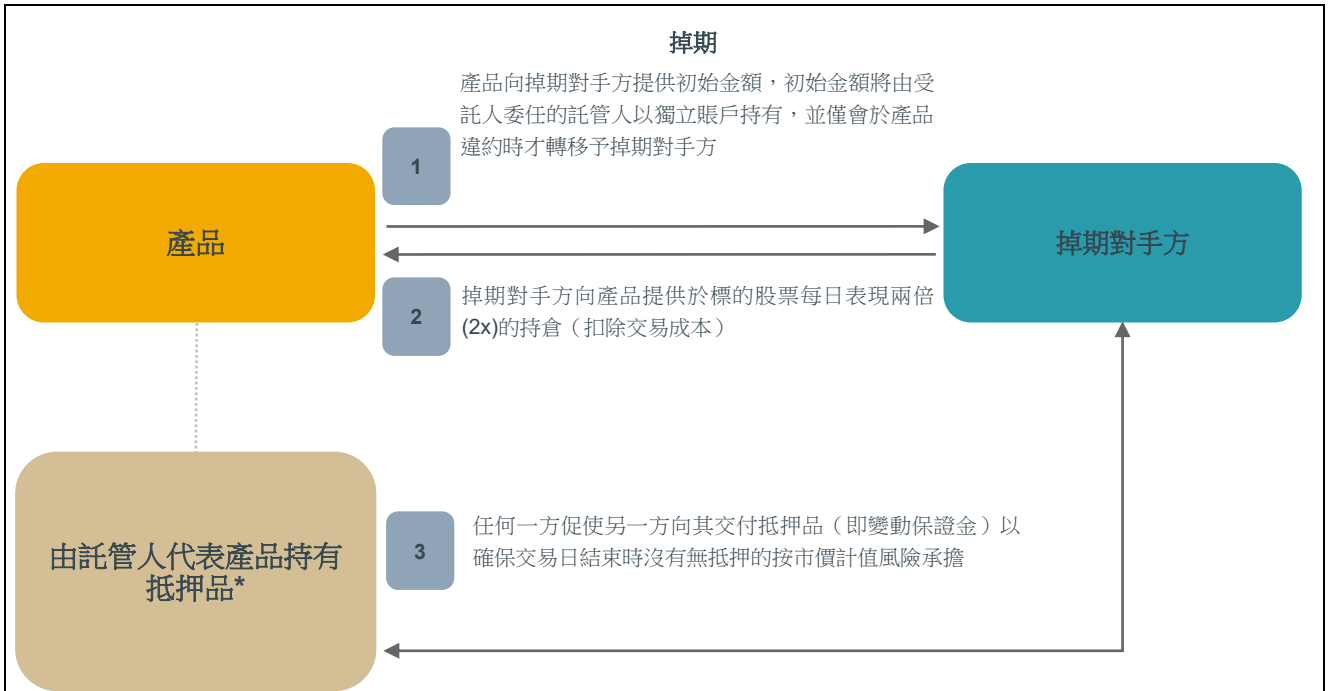 掉期
產品向掉期對手方提供初始金額，初始金額將由受
託人委任的託管人以獨立賬戶持有，並僅會於產品
違約時才轉移予掉期對手方
1
產品
掉期對手方
2
掉期對手方向產品提供於標的股票每日表現兩倍
(2x)的持倉（扣除交易成本）
由託管人代表產品持有
抵押品*
3
任何一方促使另一方向其交付抵押品（即變動保證金）以
確保交易日結束時沒有無抵押的按市價計值風險承擔